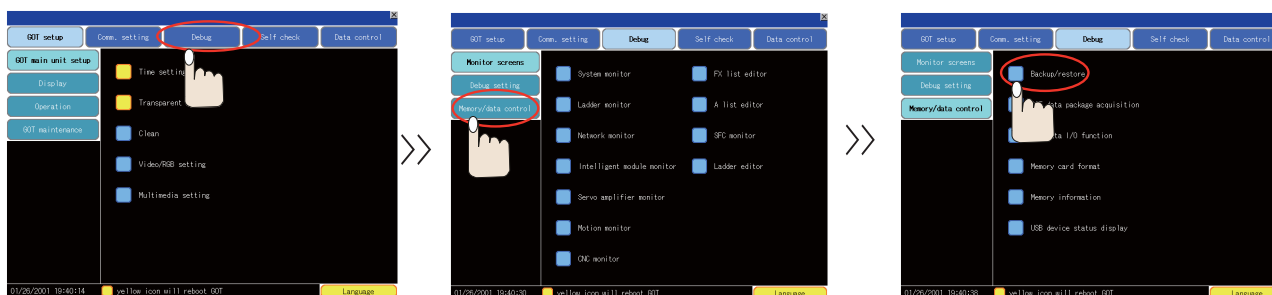 GOT setup
Comm. setting
Debug
Self check
Data control
GOT main unit setup
Display
Operation
GOT maintenance
Time setting
Transparent
Clean
Video/RGB setting
Multimedia setting
01/26/2001 19:40:14
yellow icon will reboot GOT
Language
GOT setup
Comm. setting
Debug
Self check
Data control
Monitor screens
Debug setting
Memory/data control
System monitor
Ladder monitor
Network monitor
Intelligent module monitor
Servo amplifier monitor
Motion monitor
CNC monitor
FX list editor
A list editor
SFC monitor
Ladder editor
01/26/2001 19:40:30
yellow icon will reboot GOT
Language
GOT setup
Comm. setting
Debug
Self check
Data control
Monitor screens
Debug setting
Memory/data control
Backup/restore
data package acquisition
I/O function
Memory card format
Memory information
USB device status display
01/26/2001 19:40:38
yellow icon will reboot GOT
Language